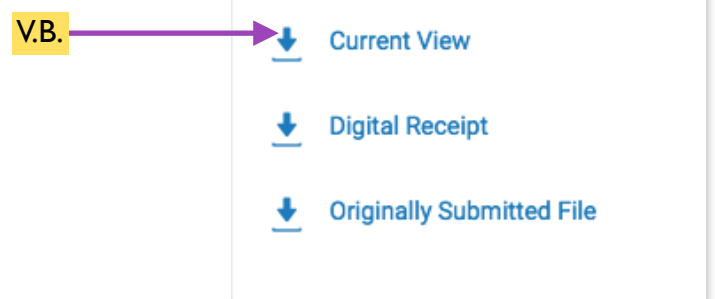 V.B.
Current View
Digital Receipt
Originally Submitted File